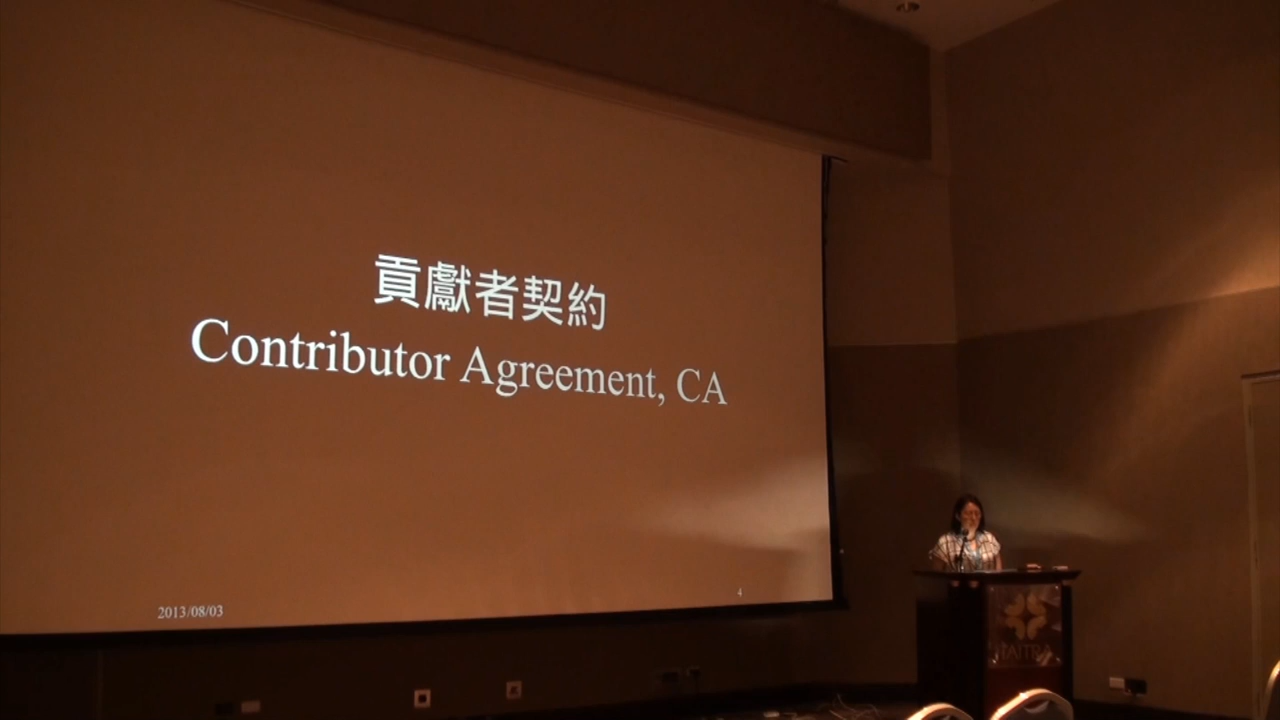 貢獻者契約
Contributor Agreement, CA
2013/08/03
4
TAITRA